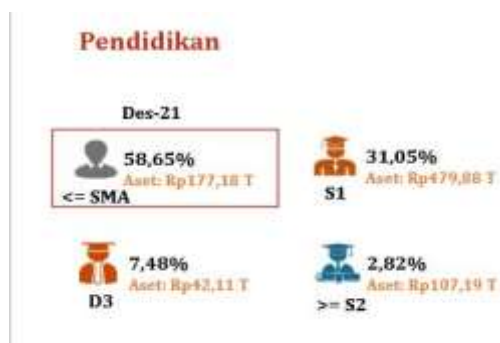 Pendidikan
Des-21
58,65%
Aset: Rp177,18 T
<= SMA
31,05%
Aset: Rp479,88 T
S1
7,48%
Aset: Rp42,11 T
D3
2,82%
Aset: Rp107,19 T
>= S2